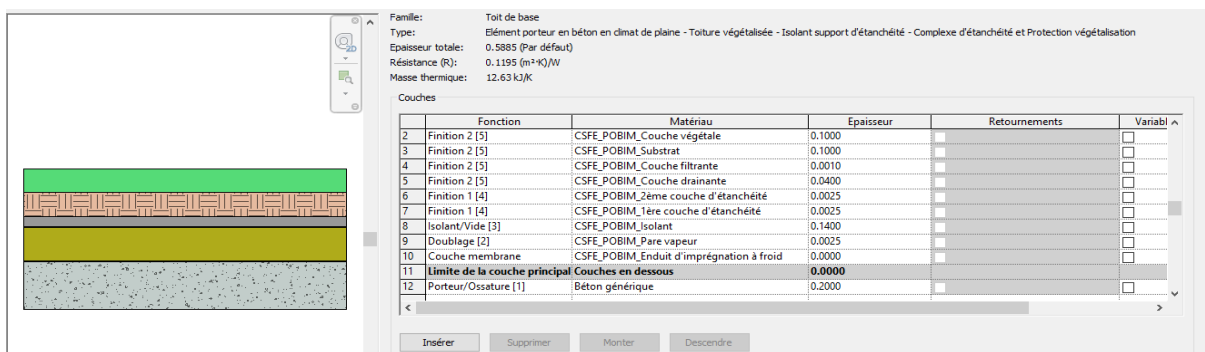 Famille: Toit de base
Type: Elément porteur en béton en climat de plaine - Toiture végétalisée - Isolant support d'étanchéité - Complexe d'étanchéité et Protection végétalisation
Epaisseur totale: 0.5885 (Par défaut)
Résistance (R): 0.1195 (m²·K)/W
Masse thermique: 12.63 kJ/K
2D
Couches
Fonction Matériau Epaisseur Retournements Variabl
2 Finition 2 [5] CSFE_POBIM_Couche végétale 0.1000
3 Finition 2 [5] CSFE_POBIM_Substrat 0.1000
4 Finition 2 [5] CSFE_POBIM_Couche filtrante 0.0010
5 Finition 2 [5] CSFE_POBIM_Couche drainante 0.0400
6 Finition 1 [4] CSFE_POBIM_2ème couche d'étanchéité 0.0025
7 Finition 1 [4] CSFE_POBIM_1ère couche d'étanchéité 0.0025
8 Isolant/Vide [3] CSFE_POBIM_Isolant 0.1400
9 Doublage [2] CSFE_POBIM_Pare vapeur 0.0025
10 Couche membrane CSFE_POBIM_Enduit d'imprégnation à froid 0.0000
11 Limite de la couche principal Couches en dessous 0.0000
12 Porteur/Ossature [1] Béton générique 0.2000
Insérer Supprimer Monter Descendre